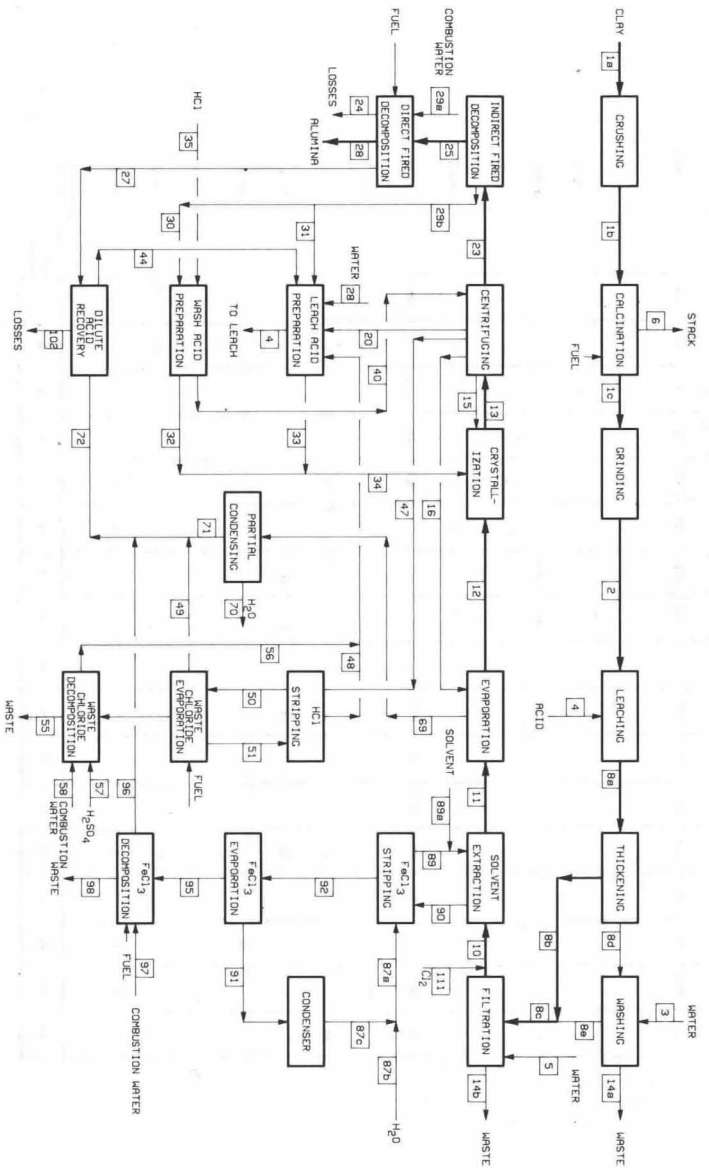 CLAY
1a
CRUSHING
1b
CALCINATION
6
STACK
FUEL
1c
GRINDING
2
LEACHING
4
ACID
8a
THICKENING
8b
8d
WASHING
3
WATER
14a
WASTE
8e
8c
FILTRATION
5
WATER
14b
WASTE
111
Cl2
10
SOLVENT
EXTRACTION
89a
SOLVENT
89
90
11
EVAPORATION
69
12
CRYSTALL-
IZATION
13
15
16
47
CENTRIFUGING
20
40
23
INDIRECT FIRED
DECOMPOSITION
29a
COMBUSTION
WATER
25
29b
DIRECT FIRED
DECOMPOSITION
FUEL
24
LOSSES
28
ALUMINA
27
HCl
35
30
31
28
WATER
LEACH ACID
PREPARATION
4
TO LEACH
33
34
WASH ACID
PREPARATION
32
44
DILUTE
ACID
RECOVERY
102
LOSSES
72
71
PARTIAL
CONDENSING
70
H2O
49
48
56
HCl
STRIPPING
50
51
WASTE
CHLORIDE
EVAPORATION
FUEL
WASTE
CHLORIDE
DECOMPOSITION
55
WASTE
57
H2SO4
58
COMBUSTION
WATER
FeCl3
STRIPPING
87a
87b
H2O
87c
92
FeCl3
EVAPORATION
91
CONDENSER
95
FeCl3
DECOMPOSITION
96
98
WASTE
FUEL
97
COMBUSTION WATER